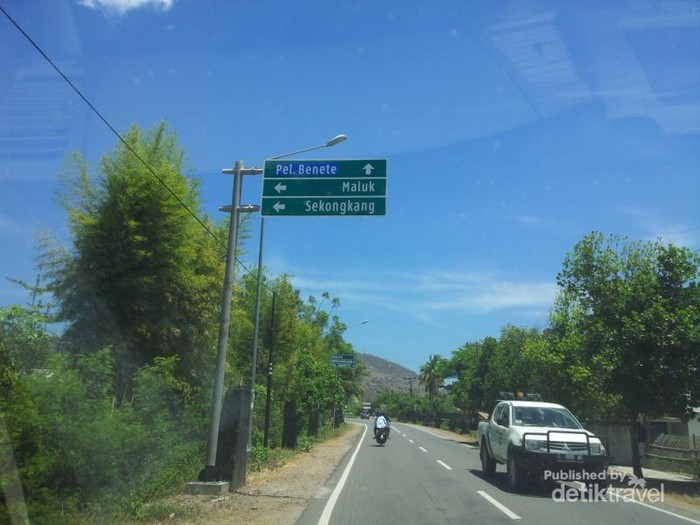 Pel. Benete
Maluk
Sekongkang
Published by
detiktravel